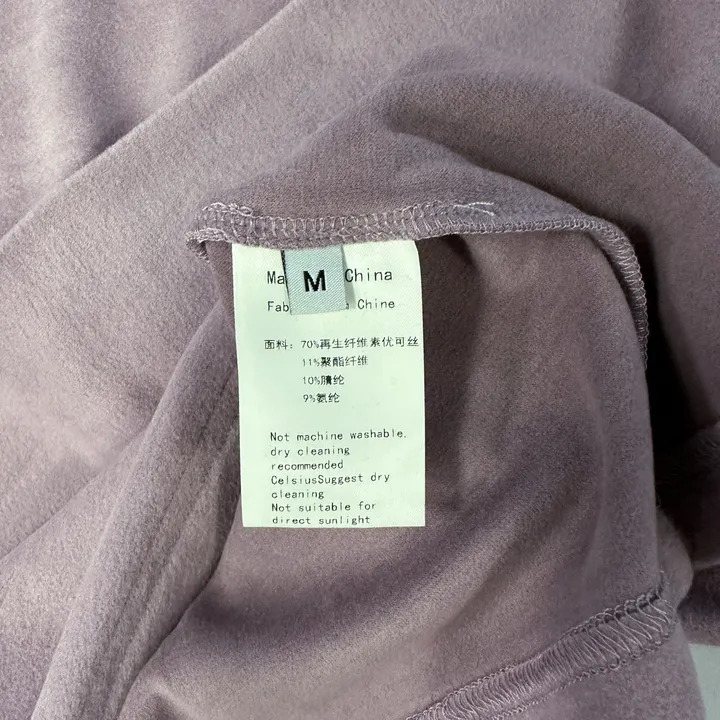 Ma China
M
Fab Chine
面料: 70%再生纤维素优可丝
11%聚酯纤维
10%腈纶
9%氨纶
Not machine washable,
dry cleaning
recommended
CelsiusSuggest dry
cleaning
Not suitable for
direct sunlight